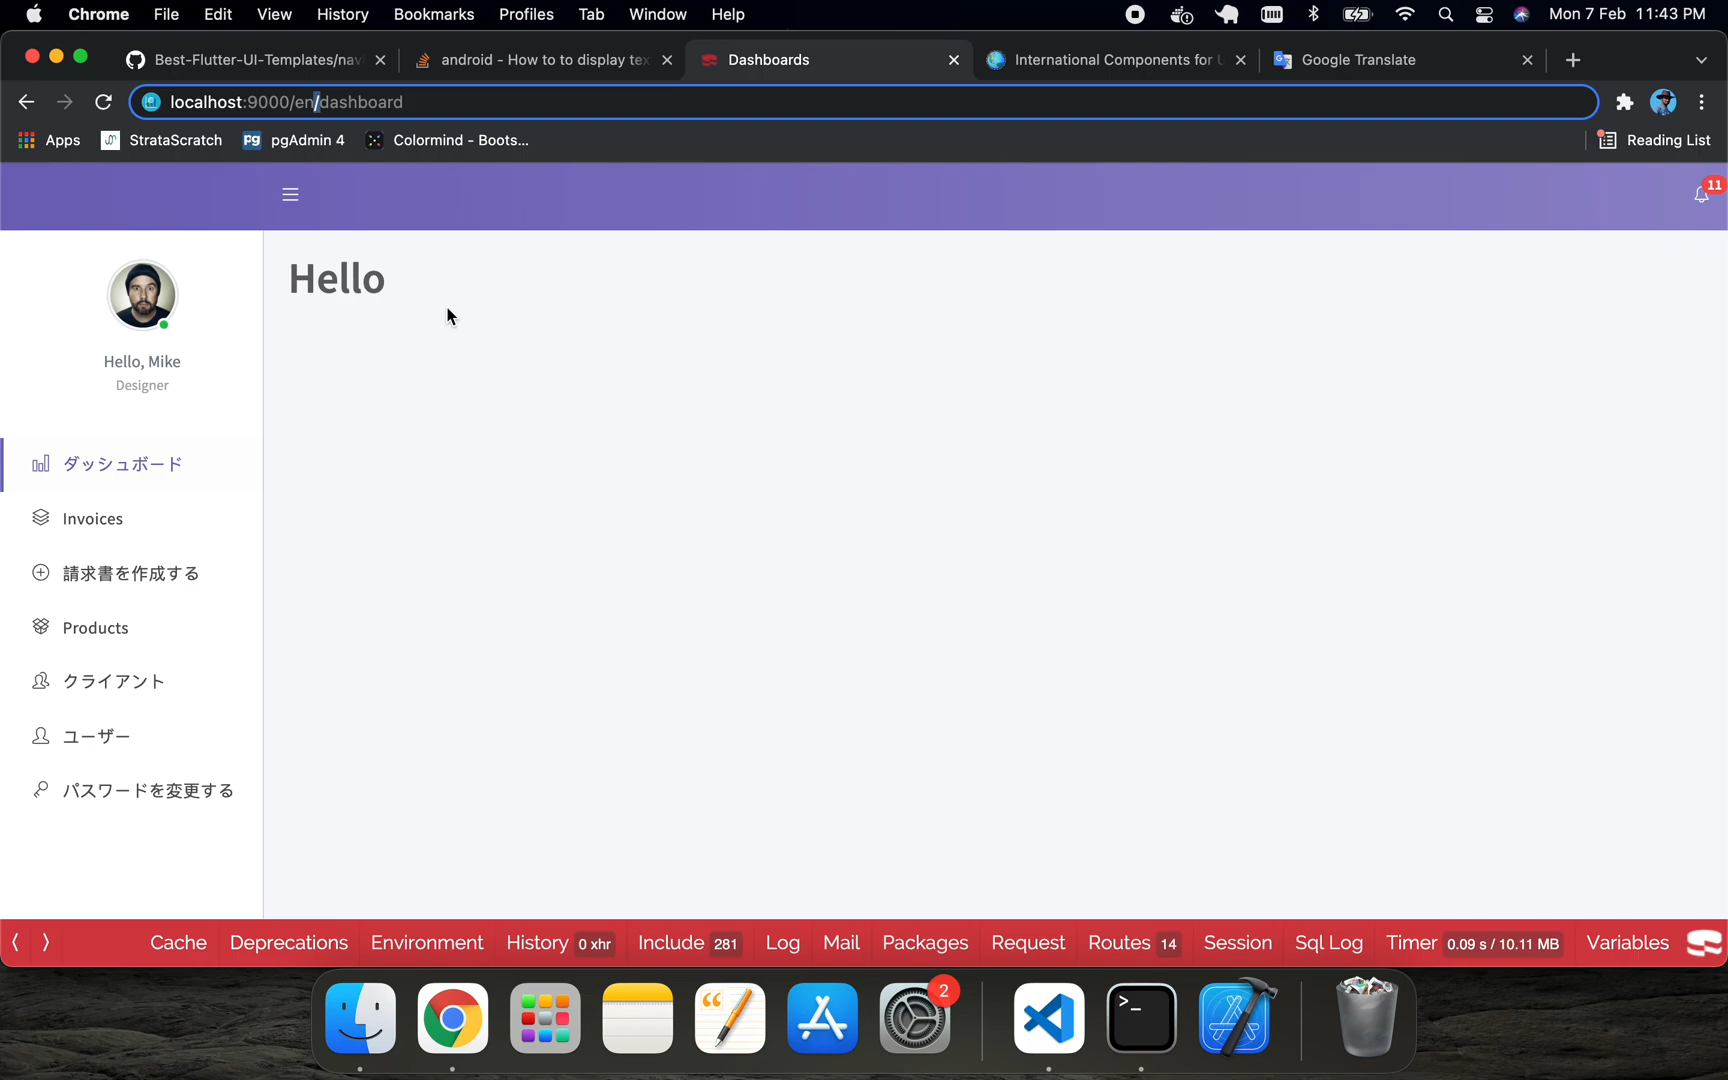 Chrome File Edit View History Bookmarks Profiles Tab Window Help Mon 7 Feb 11:43 PM
Best-Flutter-UI-Templates/navi android - How to to display tex Dashboards International Components for U Google Translate
localhost:9000/en/dashboard
Apps StrataScratch pgAdmin 4 Colormind - Boots... Reading List
11
Hello
Hello, Mike
Designer
ダッシュボード
Invoices
請求書を作成する
Products
クライアント
ユーザー
パスワードを変更する
Cache Deprecations Environment History 0 xhr Include 281 Log Mail Packages Request Routes 14 Session Sql Log Timer 0.09 s / 10.11 MB Variables
2